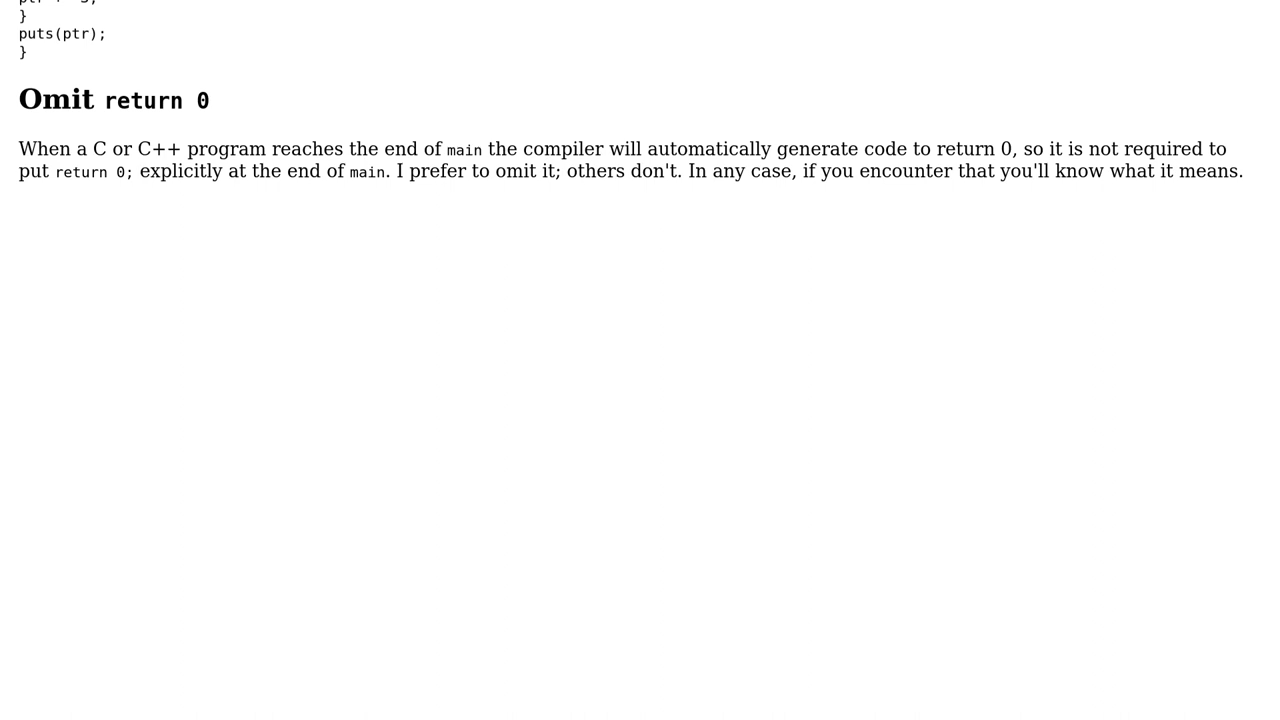 }
puts(ptr);
}
Omit return 0
When a C or C++ program reaches the end of main the compiler will automatically generate code to return 0, so it is not required to
put return 0; explicitly at the end of main. I prefer to omit it; others don't. In any case, if you encounter that you'll know what it means.